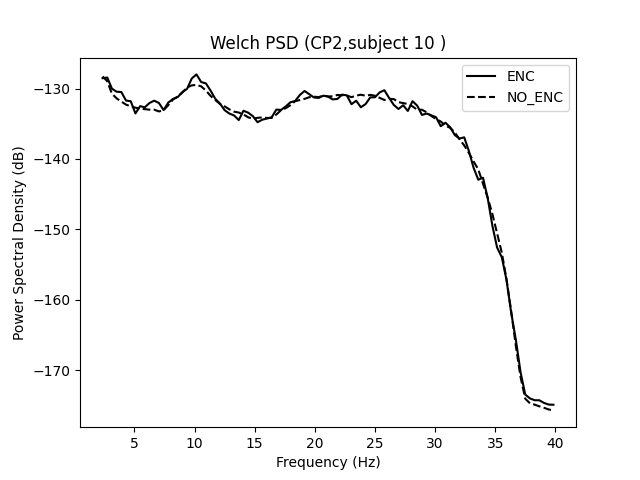 Welch PSD (CP2,subject 10 )
ENC
NO_ENC
−130
−140
−150
−160
−170
Power Spectral Density (dB)
5 10 15 20 25 30 35 40
Frequency (Hz)